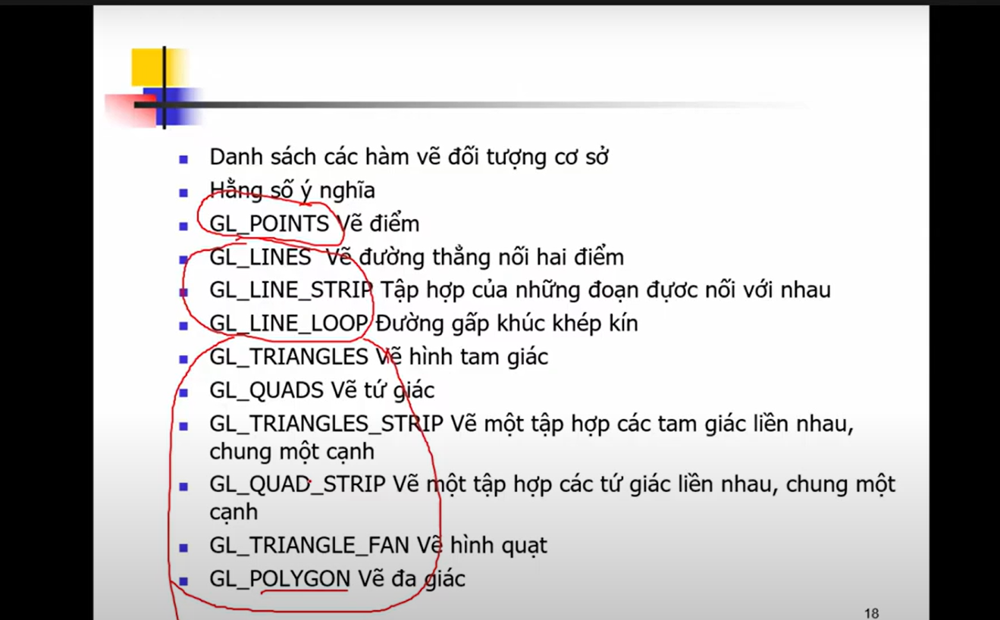 Danh sách các hàm vẽ đối tượng cơ sở
Hằng số ý nghĩa
GL_POINTS Vẽ điểm
GL_LINES Vẽ đường thẳng nối hai điểm
GL_LINE_STRIP Tập hợp của những đoạn đựơc nối với nhau
GL_LINE_LOOP Đường gấp khúc khép kín
GL_TRIANGLES Vẽ hình tam giác
GL_QUADS Vẽ tứ giác
GL_TRIANGLES_STRIP Vẽ một tập hợp các tam giác liền nhau,
chung một cạnh
GL_QUAD_STRIP Vẽ một tập hợp các tứ giác liền nhau, chung một
cạnh
GL_TRIANGLE_FAN Vẽ hình quạt
GL_POLYGON Vẽ đa giác
18